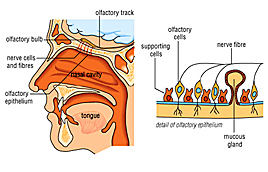 olfactory track
olfactory bulb
nerve cells
and fibres
nasal cavity
olfactory
epithelium
tongue
olfactory
cells
supporting
cells
nerve fibre
detail of olfactory epithelium
mucous
gland